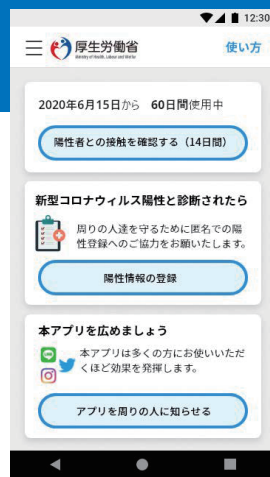 12:30
厚生労働省
Ministry of Health, Labour and Welfare
使い方
2020年6月15日から 60日間使用中
陽性者との接触を確認する（14日間）
新型コロナウィルス陽性と診断されたら
周りの人達を守るために匿名での陽
性登録へのご協力をお願いいたします。
陽性情報の登録
本アプリを広めましょう
本アプリは多くの方にお使いいただ
くほど効果を発揮します。
アプリを周りの人に知らせる